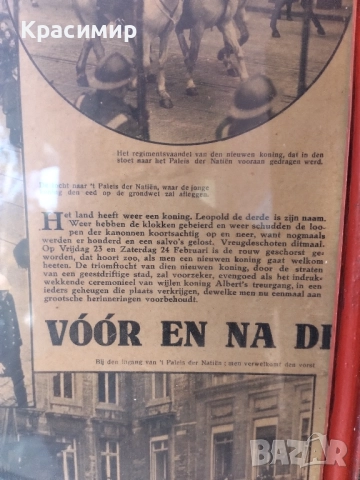 Красимир
Het regimentsvaandel van den nieuwen koning, dat in den
stoet naar het Paleis der Natiën vooraan gedragen werd.
tocht naar 't Paleis der Natiën, waar de jonge
op de grondwet zal afleggen.
Het land heeft weer een koning. Leopold de derde is zijn naam.
Weer hebben de klokken gebeierd en weer schudden de loo-
pen der kanonnen koortsachtig op en neer, want nogmaals
werden er honderd en een salvo's gelost. Vreugdeschoten ditmaal.
Op Vrijdag 23 en Zaterdag 24 Februari is de rouw geschorst ge-
worden, dat hoort zoo, als men een nieuwen koning gaat welkom
heeten. De triomftocht van dien nieuwen koning, door de straten
van een geestdriftige stad, zal voorzeker, evengoed als het indruk-
wekkende ceremonieel van wijlen koning Albert's treurgang, in een
ieders geheugen die plaats verkrijgen, dewelke men nu eenmaal aan
grootsche herinneringen voorbehoudt.
VÓÓR EN NA DE
Bij den ingang van 't Paleis der Natiën : men verwelkomt den vorst
BAZAR